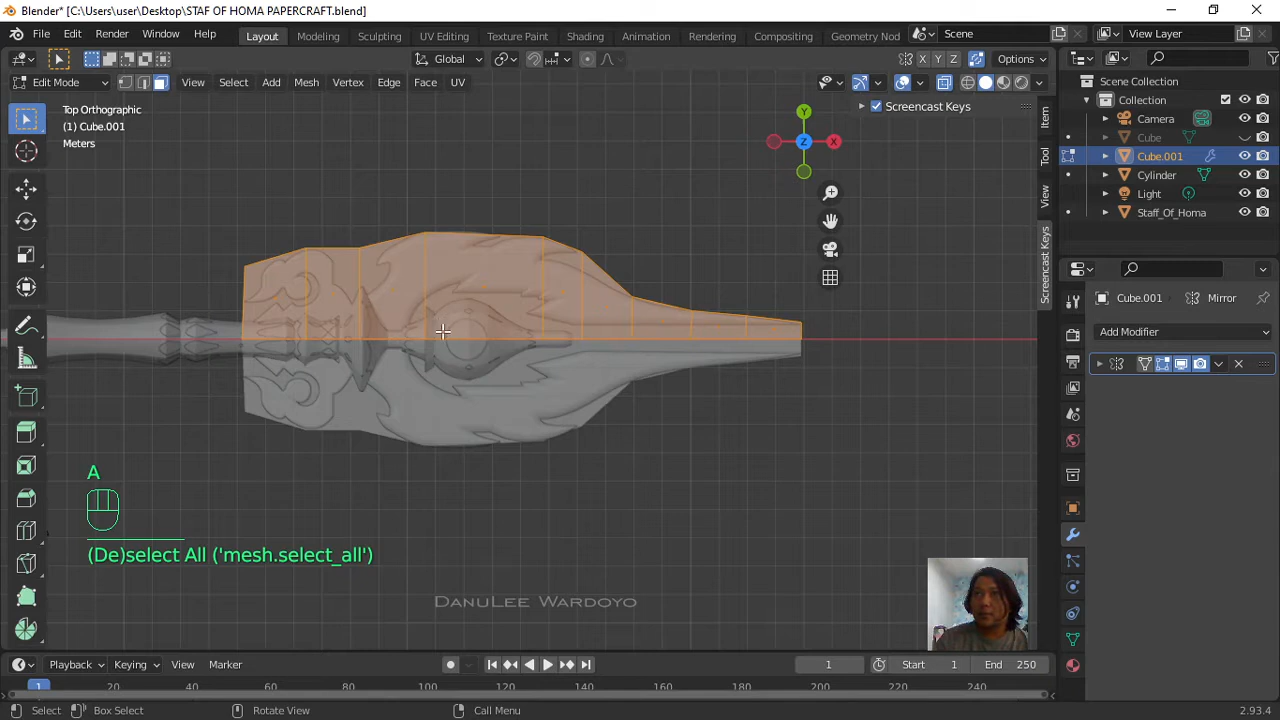 Blender* [C:\Users\user\Desktop\STAF OF HOMA PAPERCRAFT.blend]
File Edit Render Window Help Layout Modeling Sculpting UV Editing Texture Paint Shading Animation Rendering Compositing Geometry Nod Scene View Layer
Global X Y Z Options
Edit Mode View Select Add Mesh Vertex Edge Face UV
Top Orthographic
(1) Cube.001
Meters
Screencast Keys
Y
Z
X
Item
Tool
View
Screencast Keys
Scene Collection
Collection
Camera
Cube
Cube.001
Cylinder
Light
Staff_Of_Homa
Cube.001 Mirror
Add Modifier
A
(De)select All ('mesh.select_all')
DanuLee Wardoyo
Playback Keying View Marker 1 Start 1 End 250
1 20 40 60 80 100 120 140 160 180 200 220 240
Select Box Select Rotate View Call Menu 2.93.4